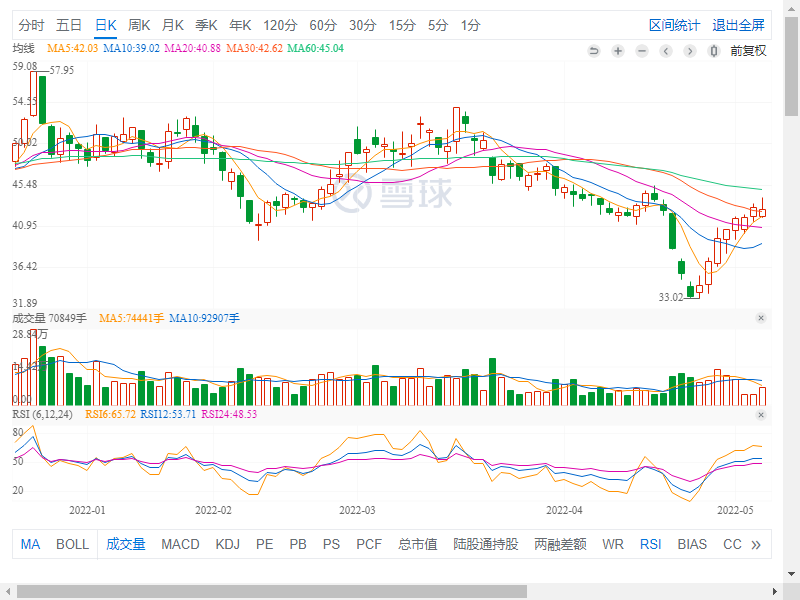 分时 五日 日K 周K 月K 季K 年K 120分 60分 30分 15分 5分 1分 区间统计 退出全屏
均线 MA5:42.03 MA10:39.02 MA20:40.88 MA30:42.62 MA60:45.04 前复权
59.08
57.95
54.55
50.02
45.48
雪球
40.95
36.42
33.02
31.89
成交量 70849手 MA5:74441手 MA10:92907手
28.84万
0.00
RSI (6,12,24) RSI6:65.72 RSI12:53.71 RSI24:48.53
80
50
20
2022-01 2022-02 2022-03 2022-04 2022-05
MA BOLL 成交量 MACD KDJ PE PB PS PCF 总市值 陆股通持股 两融差额 WR RSI BIAS CC »